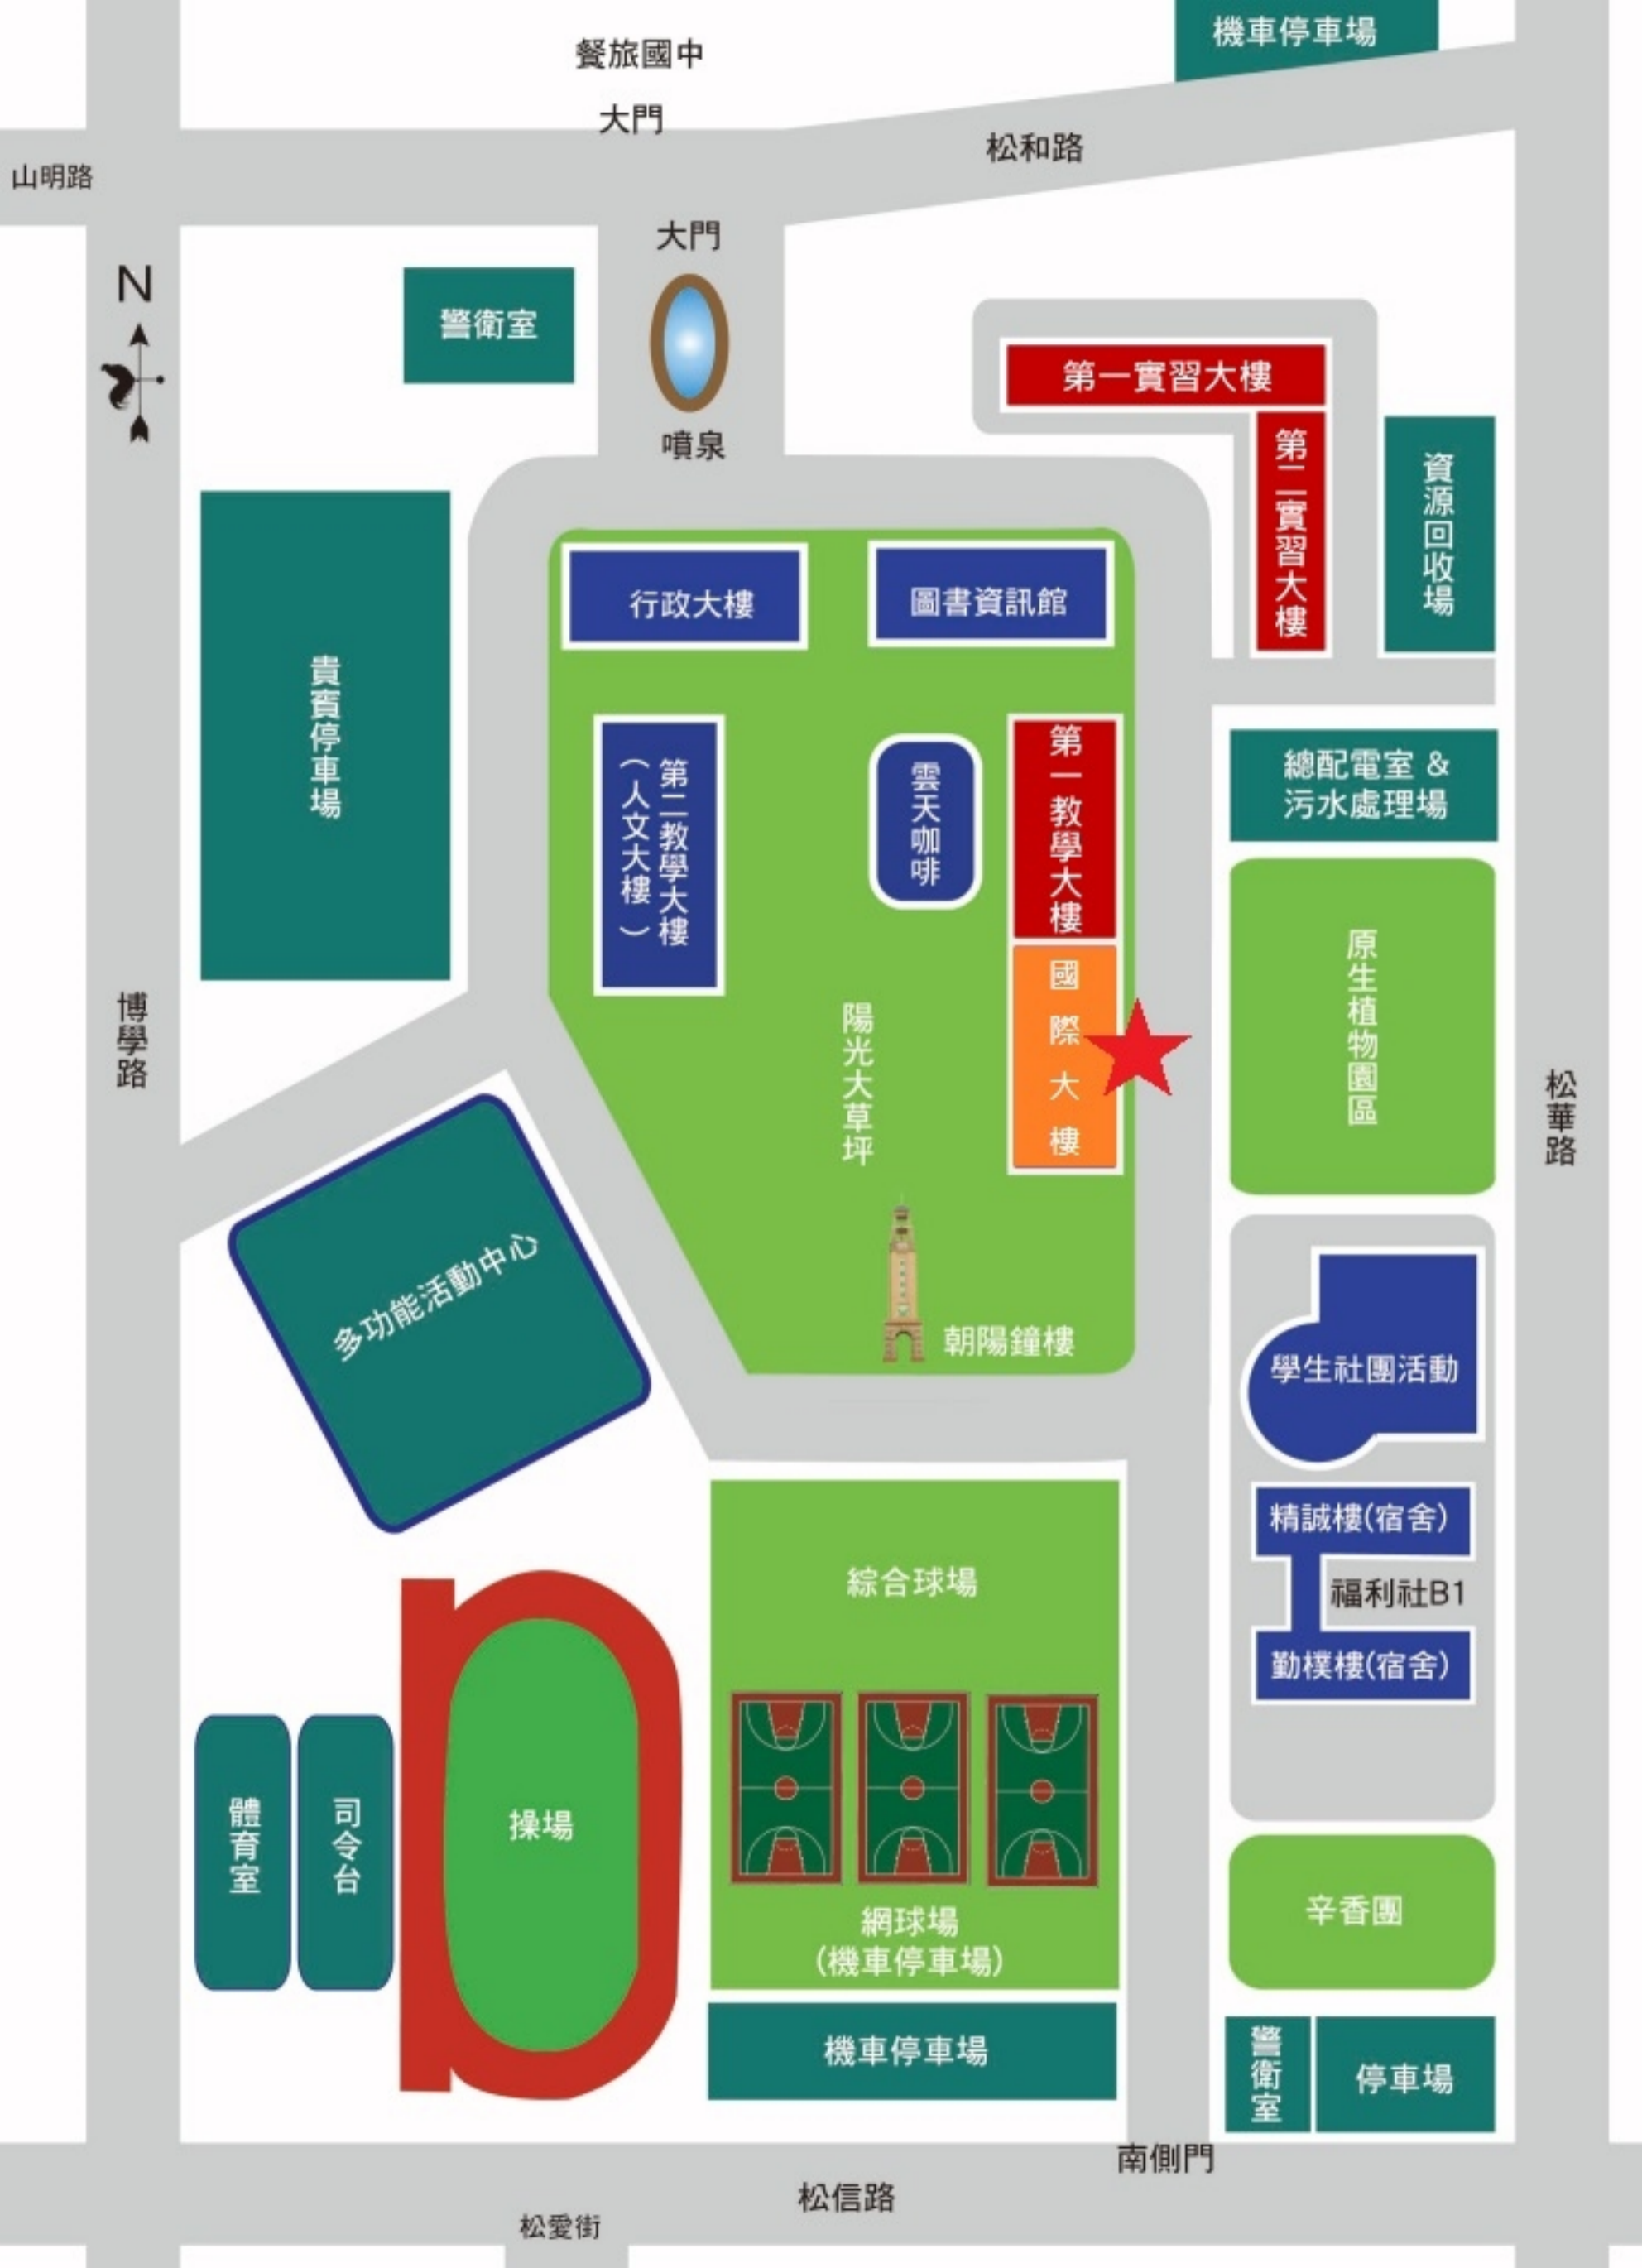 機車停車場
餐旅國中
大門
松和路
山明路
大門
N
警衛室
噴泉
第一實習大樓
第二實習大樓
資源回收場
貴賓停車場
行政大樓
圖書資訊館
第二教學大樓
（人文大樓）
雲天咖啡
第一教學大樓
總配電室 &
污水處理場
國際大樓
原生植物園區
陽光大草坪
博學路
松華路
多功能活動中心
朝陽鐘樓
學生社團活動
精誠樓(宿舍)
福利社B1
勤樸樓(宿舍)
綜合球場
體育室
司令台
操場
網球場
(機車停車場)
辛香團
機車停車場
警衛室
停車場
南側門
松信路
松愛街